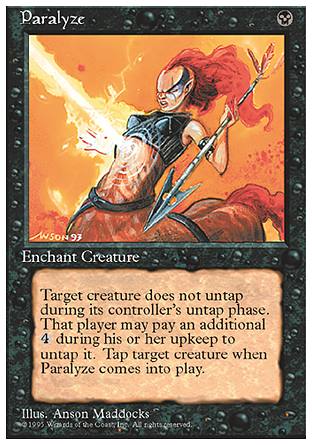 Paralyze
ANSON 93
Enchant Creature
Target creature does not untap
during its controller's untap phase.
That player may pay an additional
4 during his or her upkeep to
untap it. Tap target creature when
Paralyze comes into play.
Illus. Anson Maddocks
©1995 Wizards of the Coast, Inc. All rights reserved.